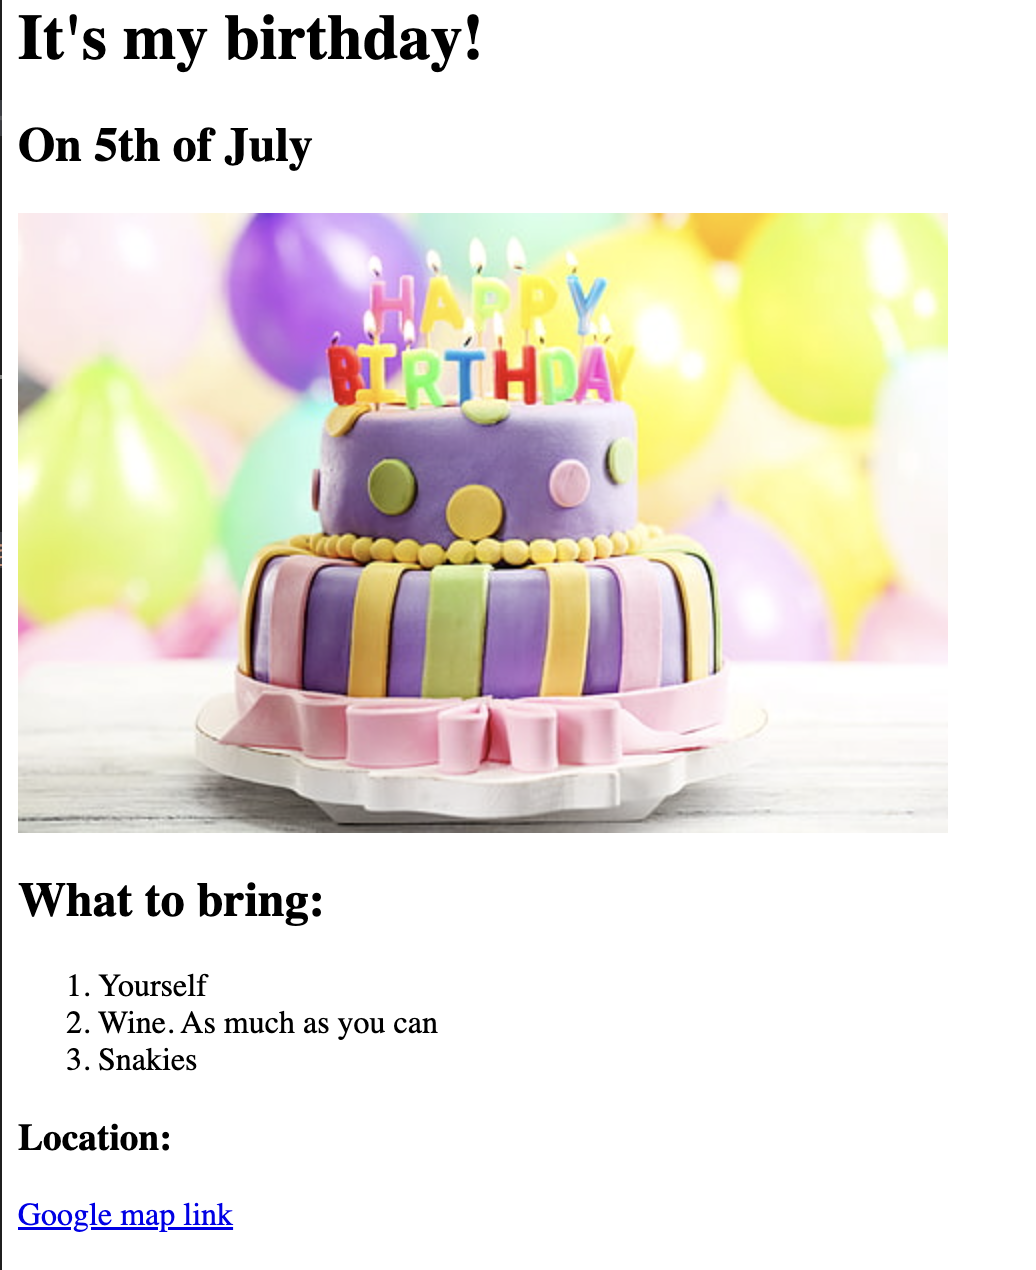 It's my birthday!
On 5th of July
HAPPY
BIRTHDAY
What to bring:
1. Yourself
2. Wine. As much as you can
3. Snakies
Location:
Google map link